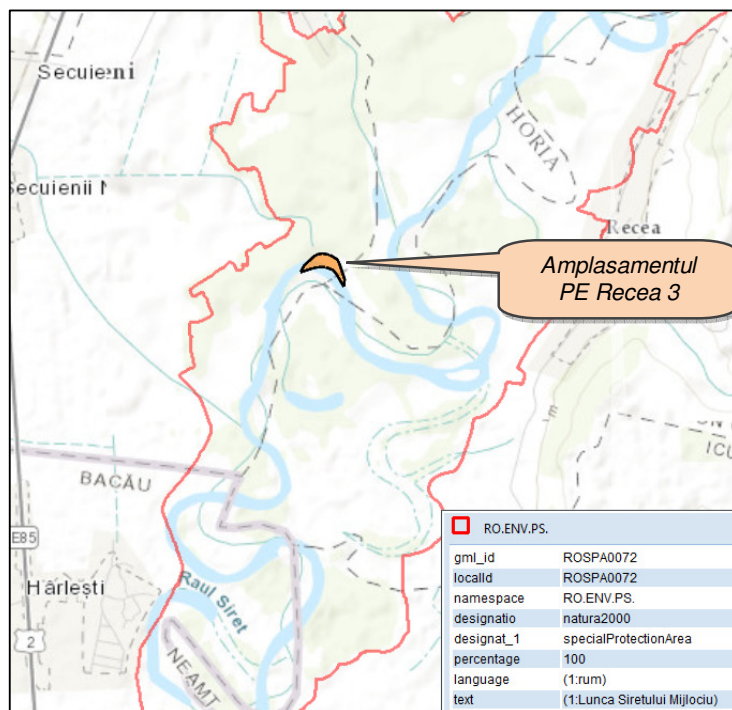 Secuieni
HORIA
Secuienii N
Recea
Amplasamentul
PE Recea 3
BACĂU
E85
Hârlești
Raul Siret
2
NEAMȚ
RO.ENV.PS.
gml_id ROSPA0072
localId ROSPA0072
namespace RO.ENV.PS.
designatio natura2000
designat_1 specialProtectionArea
percentage 100
language (1:rum)
text (1:Lunca Siretului Mijlociu)